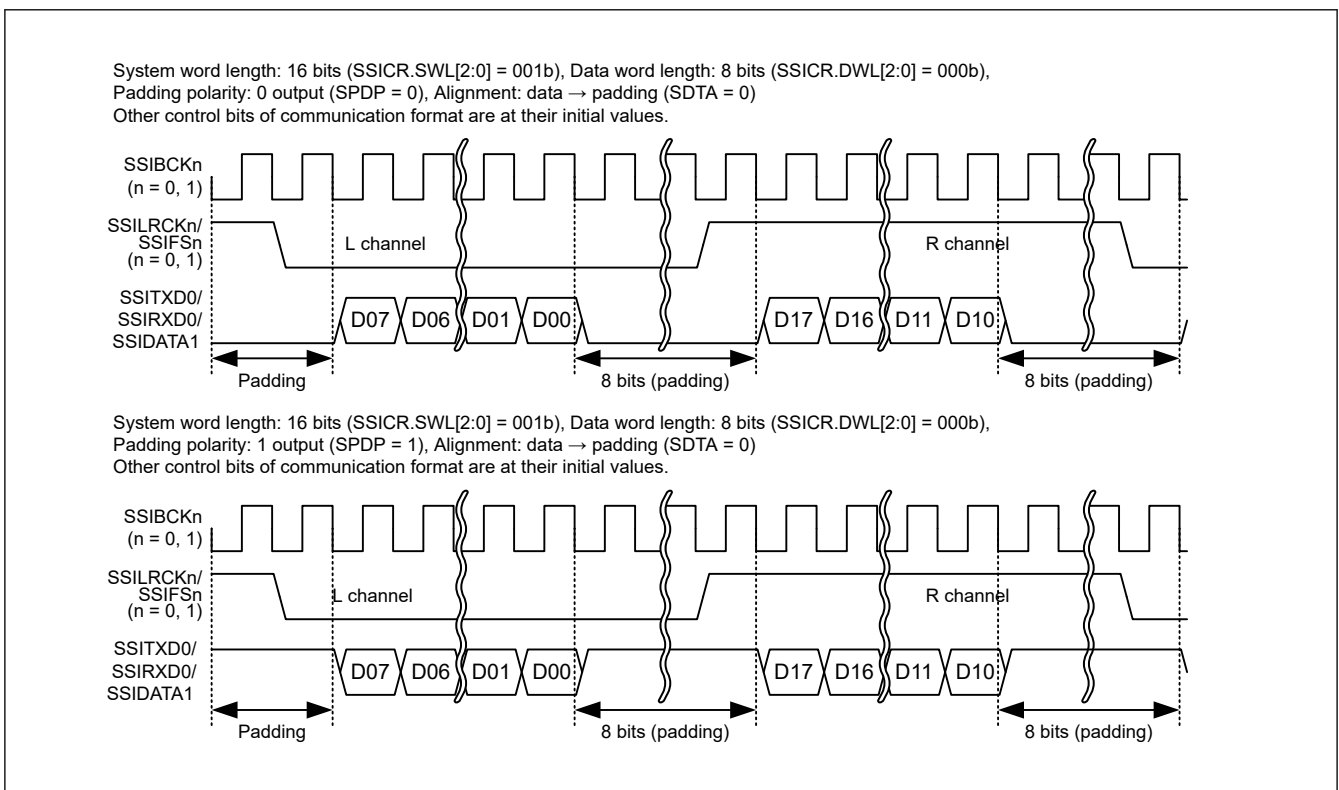 System word length: 16 bits (SSICR.SWL[2:0] = 001b), Data word length: 8 bits (SSICR.DWL[2:0] = 000b),
Padding polarity: 0 output (SPDP = 0), Alignment: data → padding (SDTA = 0)
Other control bits of communication format are at their initial values.
SSIBCKn
(n = 0, 1)
SSILRCKn/
SSIFSn
(n = 0, 1)
L channel
R channel
SSITXD0/
SSIRXD0/
SSIDATA1
D07 D06 D01 D00 D17 D16 D11 D10
Padding
8 bits (padding)
8 bits (padding)
System word length: 16 bits (SSICR.SWL[2:0] = 001b), Data word length: 8 bits (SSICR.DWL[2:0] = 000b),
Padding polarity: 1 output (SPDP = 1), Alignment: data → padding (SDTA = 0)
Other control bits of communication format are at their initial values.
SSIBCKn
(n = 0, 1)
SSILRCKn/
SSIFSn
(n = 0, 1)
L channel
R channel
SSITXD0/
SSIRXD0/
SSIDATA1
D07 D06 D01 D00 D17 D16 D11 D10
Padding
8 bits (padding)
8 bits (padding)